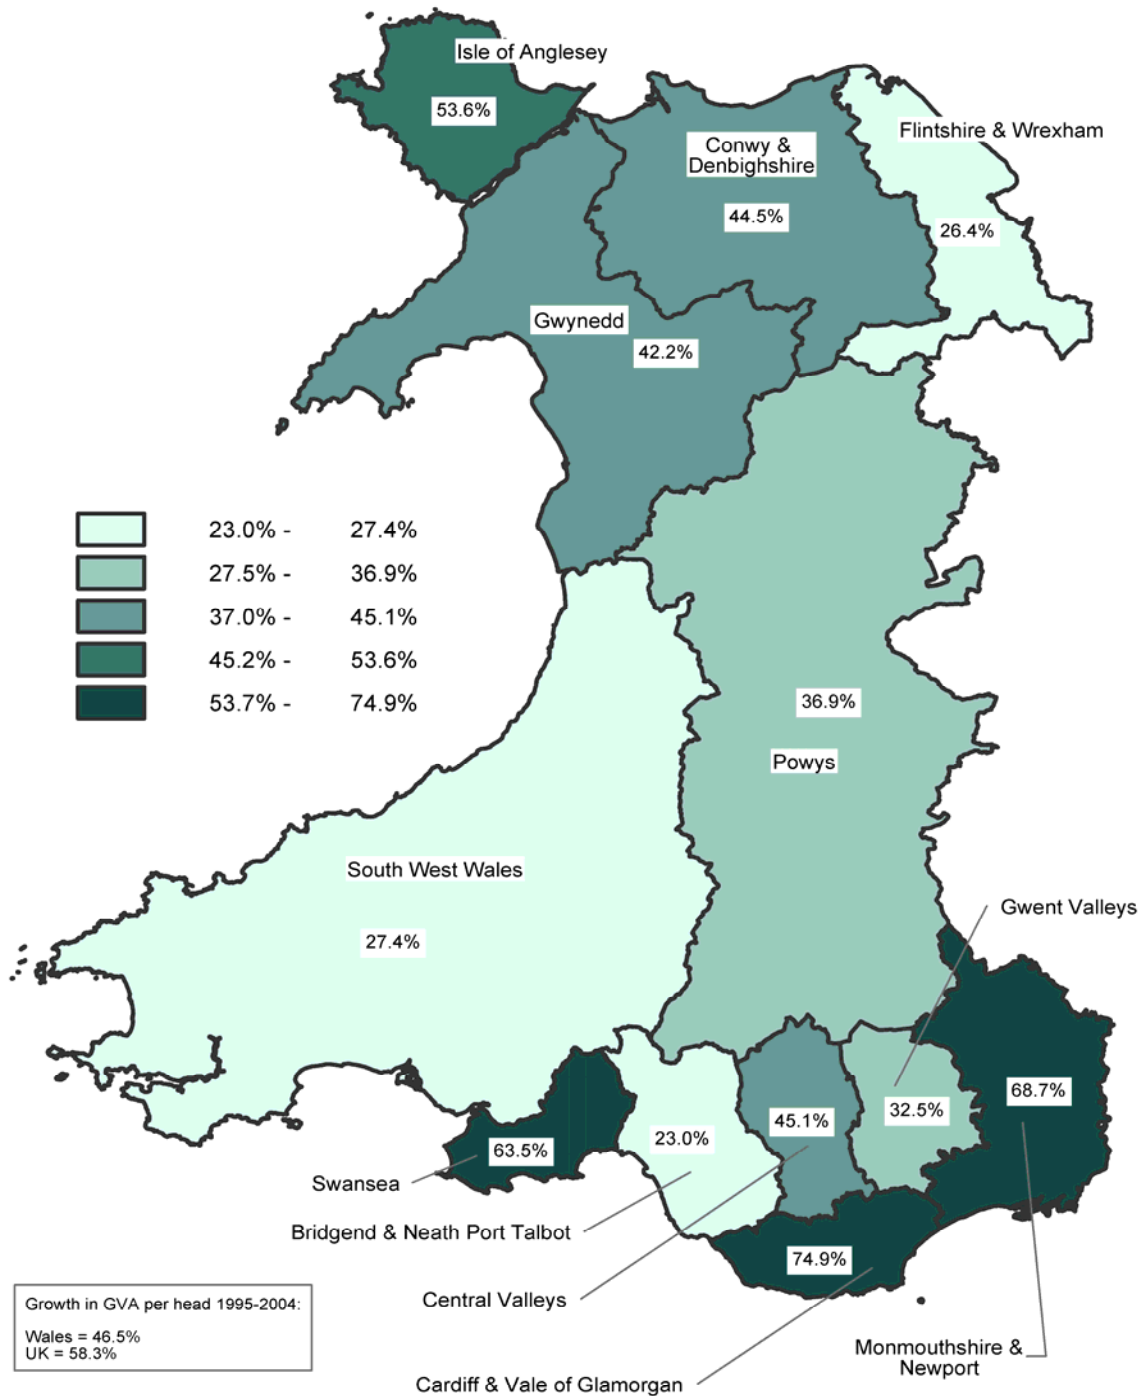 Isle of Anglesey
53.6%
Flintshire & Wrexham
Conwy &
Denbighshire
44.5%
26.4%
Gwynedd
42.2%
23.0% - 27.4%
27.5% - 36.9%
37.0% - 45.1%
45.2% - 53.6%
53.7% - 74.9%
36.9%
Powys
South West Wales
27.4%
Gwent Valleys
68.7%
32.5%
45.1%
23.0%
63.5%
Swansea
Bridgend & Neath Port Talbot
74.9%
Central Valleys
Growth in GVA per head 1995-2004:
Wales = 46.5%
UK = 58.3%
Monmouthshire &
Newport
Cardiff & Vale of Glamorgan